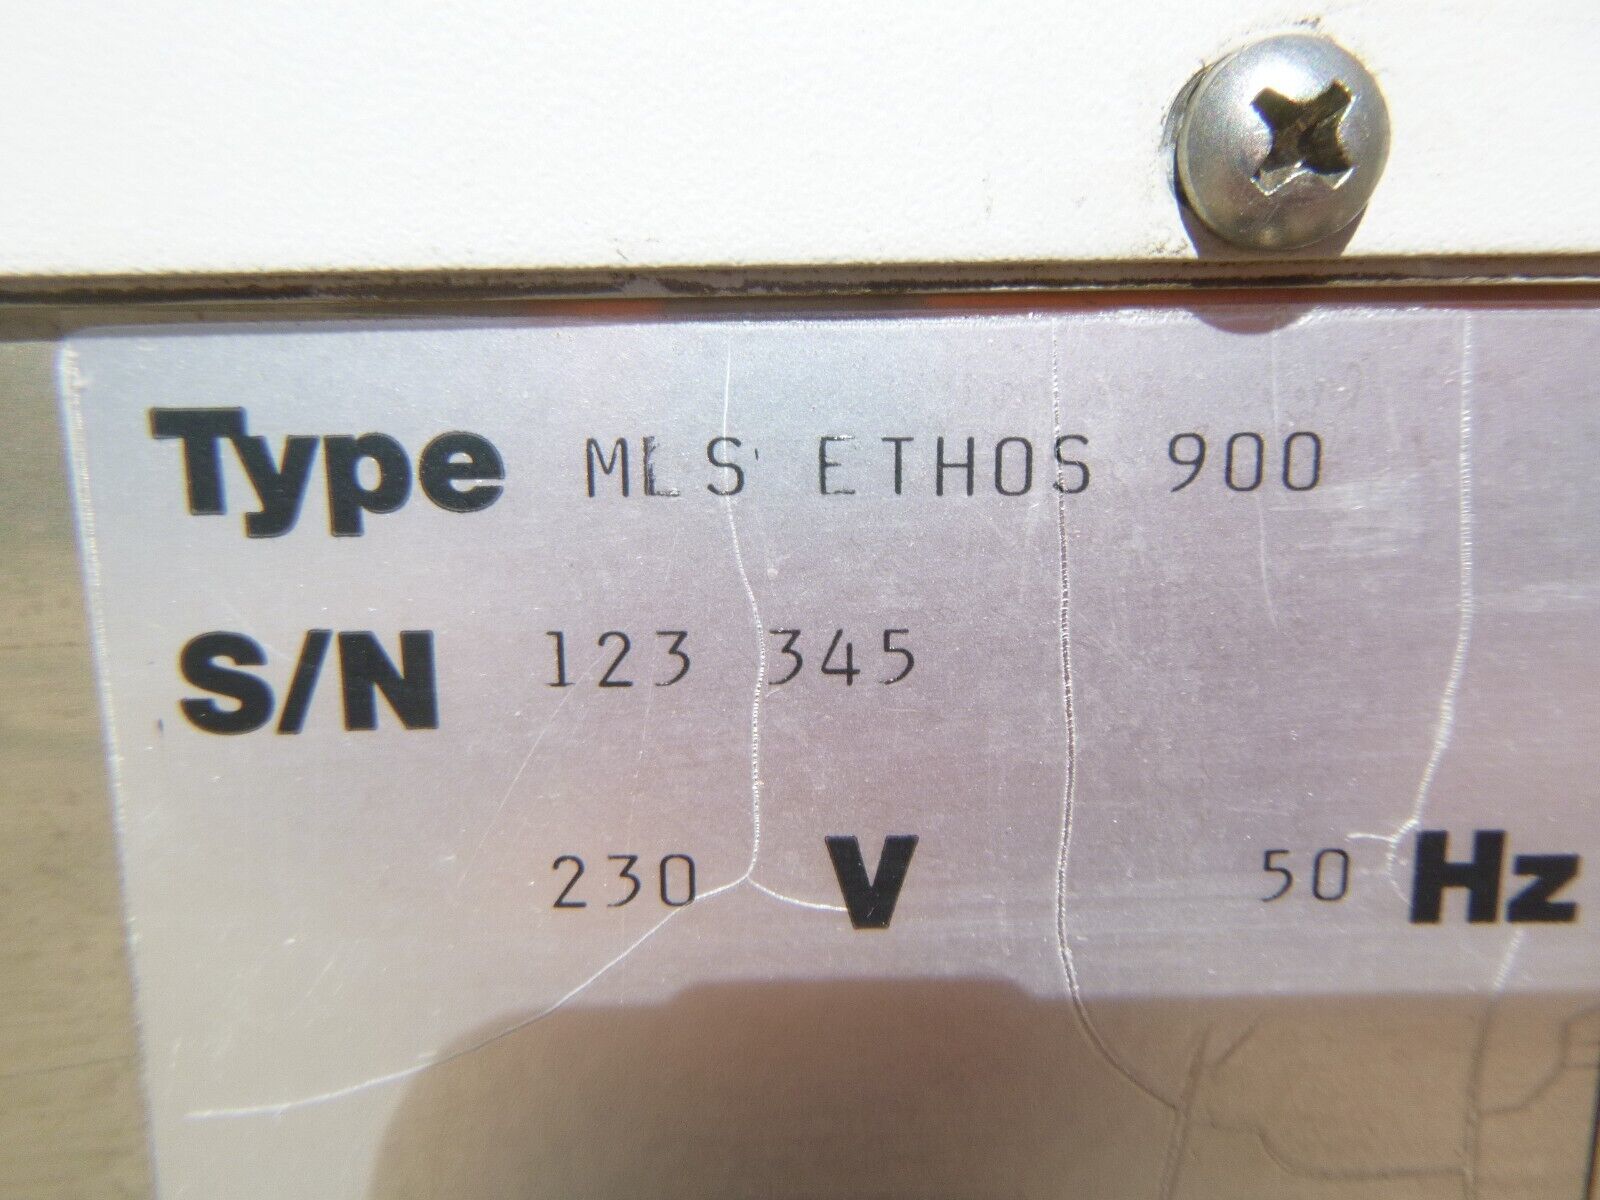 Type MLS ETHOS 900
S/N 123 345
230 V 50 Hz